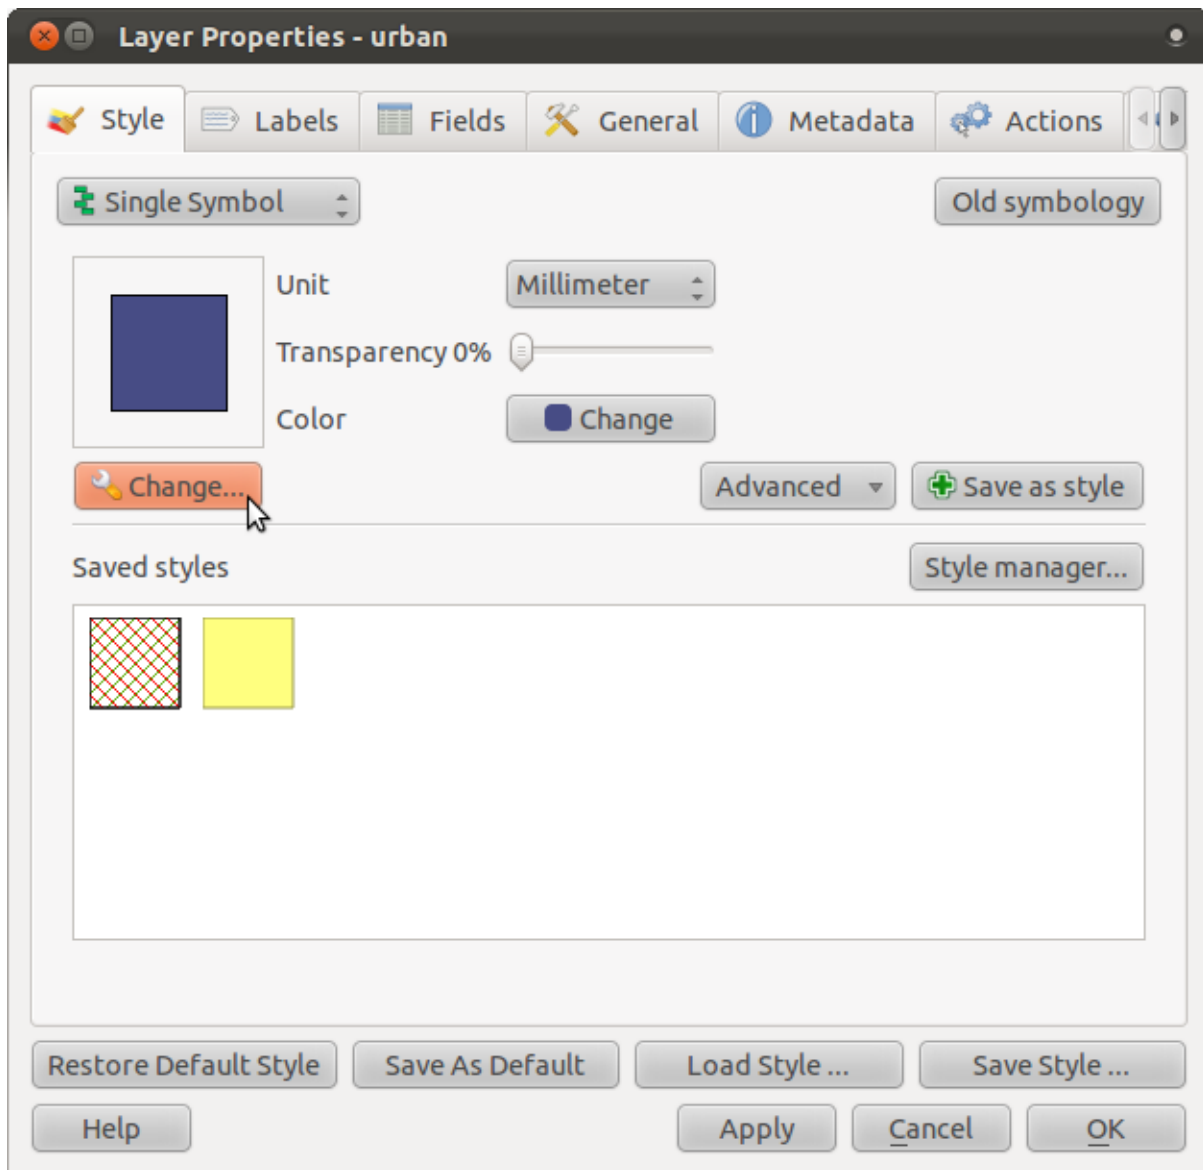 Layer Properties - urban
Style Labels Fields General Metadata Actions
Single Symbol Old symbology
Unit Millimeter
Transparency 0%
Color Change
Change... Advanced Save as style
Saved styles Style manager...
Restore Default Style Save As Default Load Style ... Save Style ...
Help Apply Cancel OK